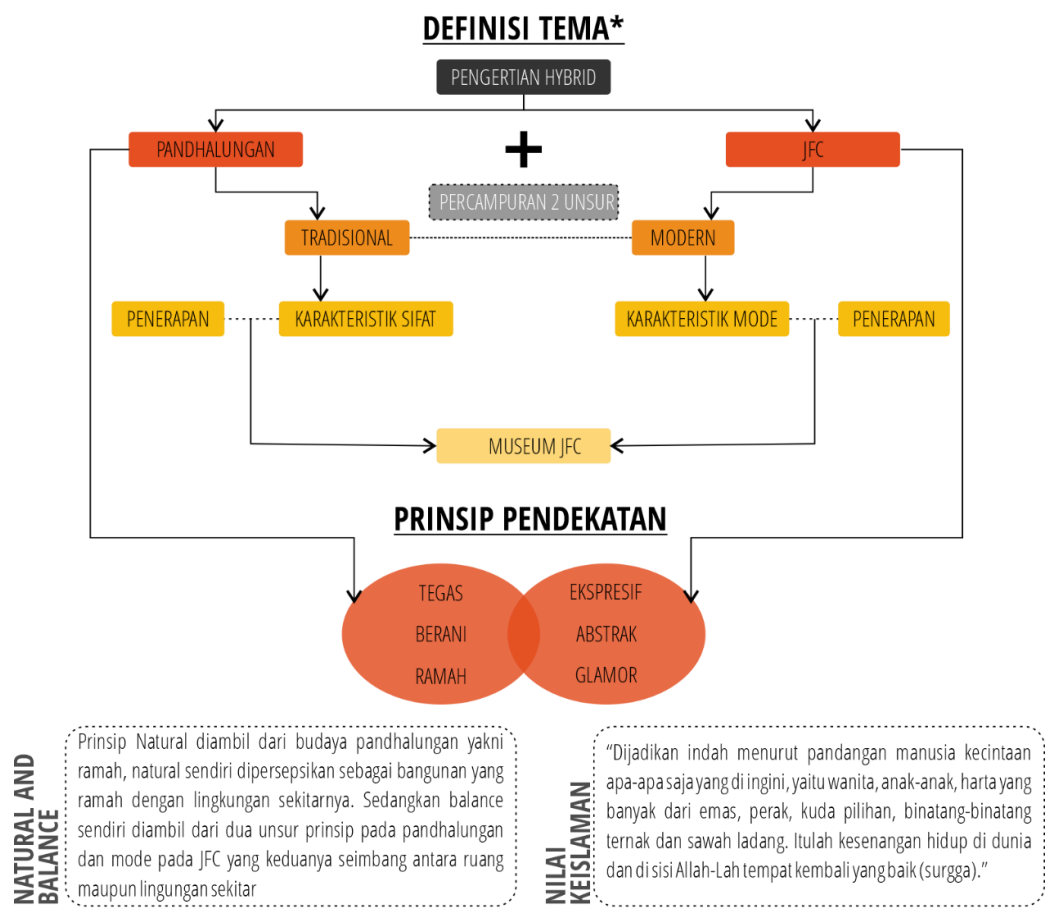 DEFINISI TEMA*
PENGERTIAN HYBRID
PANDHALUNGAN
+
JFC
PERCAMPURAN 2 UNSUR
TRADISIONAL
MODERN
PENERAPAN
KARAKTERISTIK SIFAT
KARAKTERISTIK MODE
PENERAPAN
MUSEUM JFC
PRINSIP PENDEKATAN
TEGAS
BERANI
RAMAH
EKSPRESIF
ABSTRAK
GLAMOR
NATURAL AND
BALANCE
Prinsip Natural diambil dari budaya pandhalungan yakni
ramah, natural sendiri dipersepsikan sebagai bangunan yang
ramah dengan lingkungan sekitarnya. Sedangkan balance
sendiri diambil dari dua unsur prinsip pada pandhalungan
dan mode pada JFC yang keduanya seimbang antara ruang
maupun lingungan sekitar
NILAI
KEISLAMAN
“Dijadikan indah menurut pandangan manusia kecintaan
apa-apa saja yang di ingini, yaitu wanita, anak-anak, harta yang
banyak dari emas, perak, kuda pilihan, binatang-binatang
ternak dan sawah ladang. Itulah kesenangan hidup di dunia
dan di sisi Allah-Lah tempat kembali yang baik (surgga).”